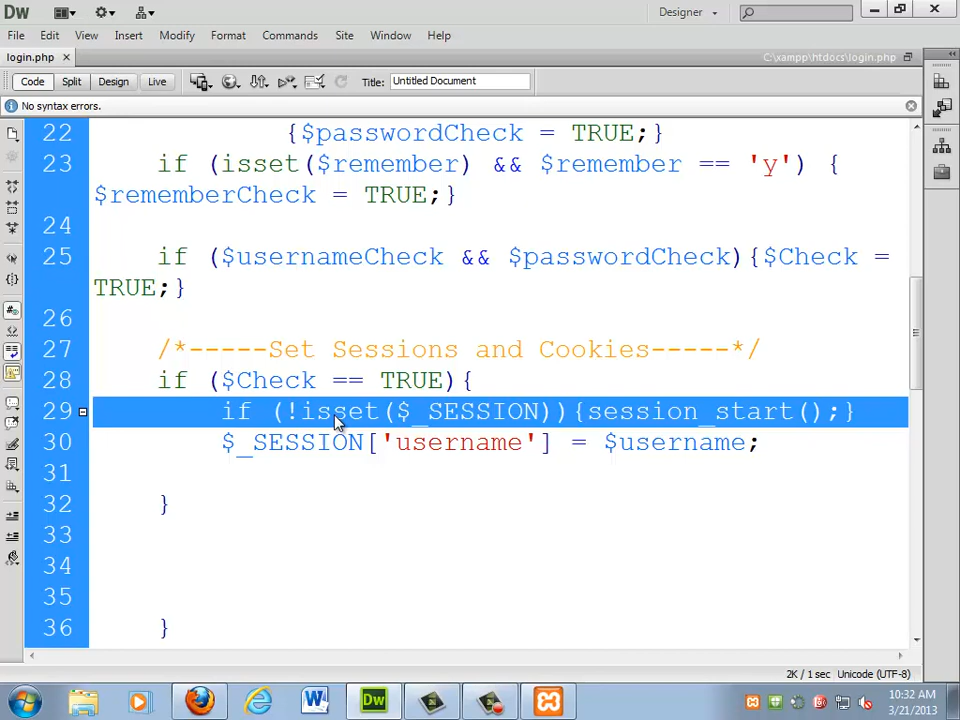 Dw
Designer
File Edit View Insert Modify Format Commands Site Window Help
login.php
C:\xampp\htdocs\login.php
Code Split Design Live Title: Untitled Document
No syntax errors.
22 {$passwordCheck = TRUE;}
23 if (isset($remember) && $remember == 'y') {
$rememberCheck = TRUE;}
24
25 if ($usernameCheck && $passwordCheck){$Check =
TRUE;}
26
27 /*-----Set Sessions and Cookies-----*/
28 if ($Check == TRUE){
29 if (!isset($_SESSION)){session_start();}
30 $_SESSION['username'] = $username;
31
32 }
33
34
35
36 }
2K / 1 sec Unicode (UTF-8)
W Dw
10:32 AM
3/21/2013